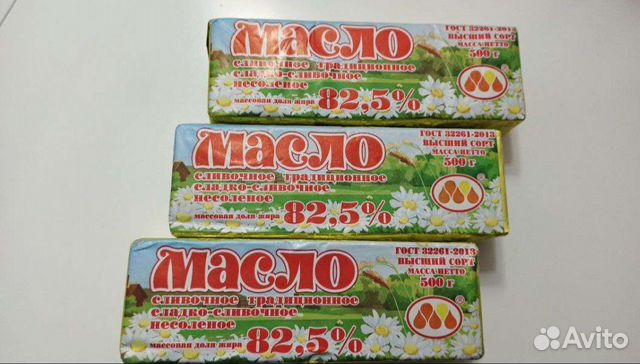 Масло
сливочное традиционное
сладко-сливочное
несоленое
массовая доля жира 82,5%
ГОСТ 32261-2013
ВЫСШИЙ СОРТ
МАССА НЕТТО
500 г
Масло
сливочное традиционное
сладко-сливочное
несоленое
массовая доля жира 82,5%
ГОСТ 32261-2013
ВЫСШИЙ СОРТ
МАССА НЕТТО
500 г
®
Масло
сливочное традиционное
сладко-сливочное
несоленое
массовая доля жира 82,5%
ГОСТ 32261-2013
ВЫСШИЙ СОРТ
МАССА НЕТТО
500 г
®
Avito